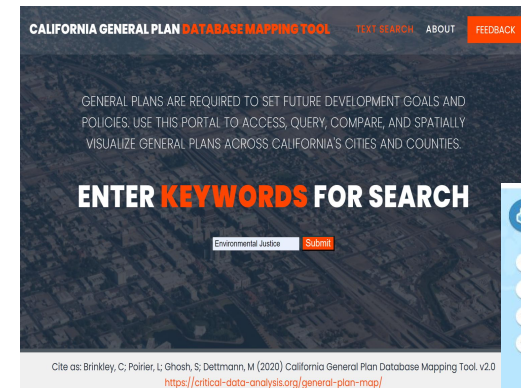 CALIFORNIA GENERAL PLAN DATABASE MAPPING TOOL TEXT SEARCH ABOUT FEEDBACK
GENERAL PLANS ARE REQUIRED TO SET FUTURE DEVELOPMENT GOALS AND
POLICIES. USE THIS PORTAL TO ACCESS, QUERY, COMPARE, AND SPATIALLY
VISUALIZE GENERAL PLANS ACROSS CALIFORNIA'S CITIES AND COUNTIES.
ENTER KEYWORDS FOR SEARCH
Environmental Justice Submit
Cite as: Brinkley, C; Poirier, L; Ghosh, S; Dettmann, M (2020) California General Plan Database Mapping Tool. v2.0
https://critical-data-analysis.org/general-plan-map/